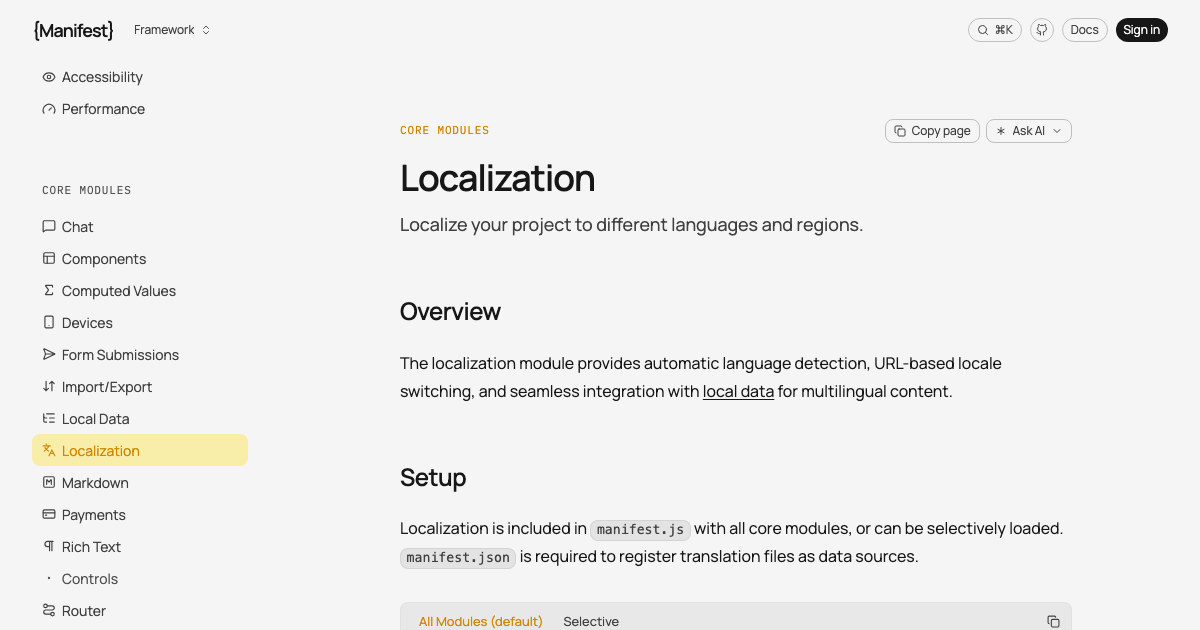 {Manifest}
Framework
⌘K
Docs
Sign in
Accessibility
Performance
CORE MODULES
Chat
Components
Computed Values
Devices
Form Submissions
Import/Export
Local Data
Localization
Markdown
Payments
Rich Text
Controls
Router
CORE MODULES
Copy page
Ask AI
Localization
Localize your project to different languages and regions.
Overview
The localization module provides automatic language detection, URL-based locale
switching, and seamless integration with local data for multilingual content.
Setup
Localization is included in manifest.js with all core modules, or can be selectively loaded.
manifest.json is required to register translation files as data sources.
All Modules (default)
Selective